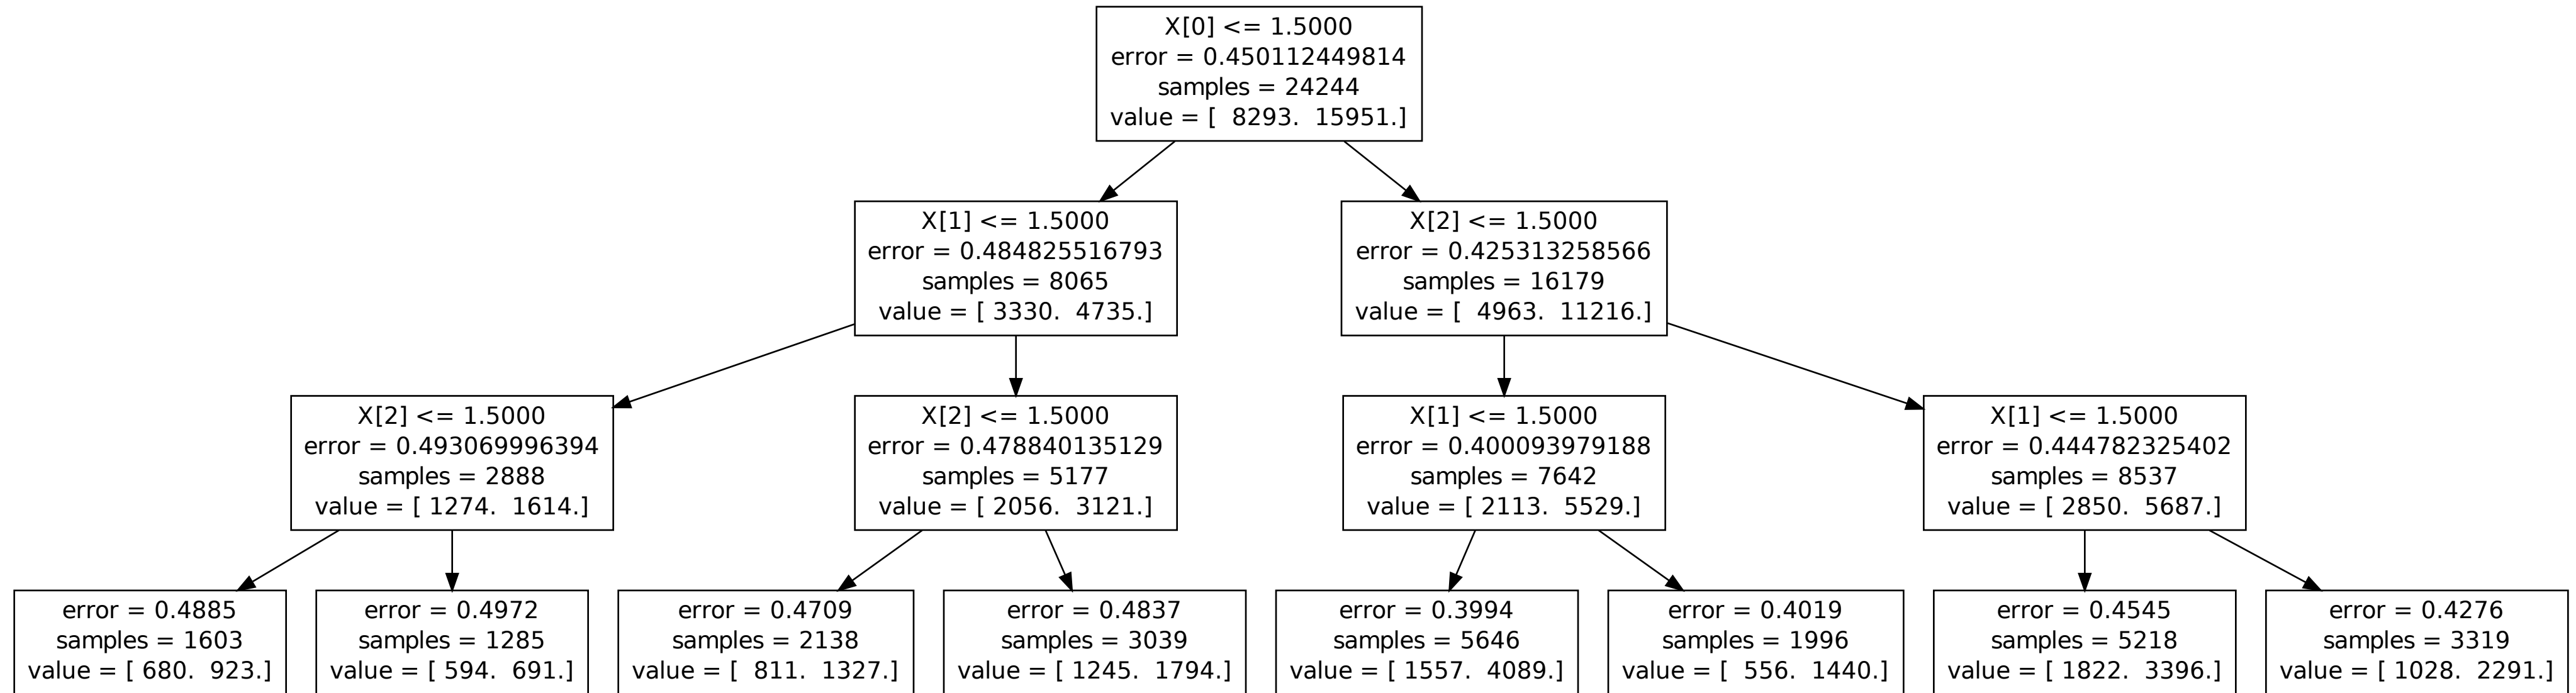 X[0] <= 1.5000
error = 0.450112449814
samples = 24244
value = [  8293.  15951.]
X[1] <= 1.5000
error = 0.484825516793
samples = 8065
value = [ 3330.  4735.]
X[2] <= 1.5000
error = 0.425313258566
samples = 16179
value = [  4963.  11216.]
X[2] <= 1.5000
error = 0.493069996394
samples = 2888
value = [ 1274.  1614.]
X[2] <= 1.5000
error = 0.478840135129
samples = 5177
value = [ 2056.  3121.]
X[1] <= 1.5000
error = 0.400093979188
samples = 7642
value = [ 2113.  5529.]
X[1] <= 1.5000
error = 0.444782325402
samples = 8537
value = [ 2850.  5687.]
error = 0.4885
samples = 1603
value = [ 680.  923.]
error = 0.4972
samples = 1285
value = [ 594.  691.]
error = 0.4709
samples = 2138
value = [  811.  1327.]
error = 0.4837
samples = 3039
value = [ 1245.  1794.]
error = 0.3994
samples = 5646
value = [ 1557.  4089.]
error = 0.4019
samples = 1996
value = [  556.  1440.]
error = 0.4545
samples = 5218
value = [ 1822.  3396.]
error = 0.4276
samples = 3319
value = [ 1028.  2291.]